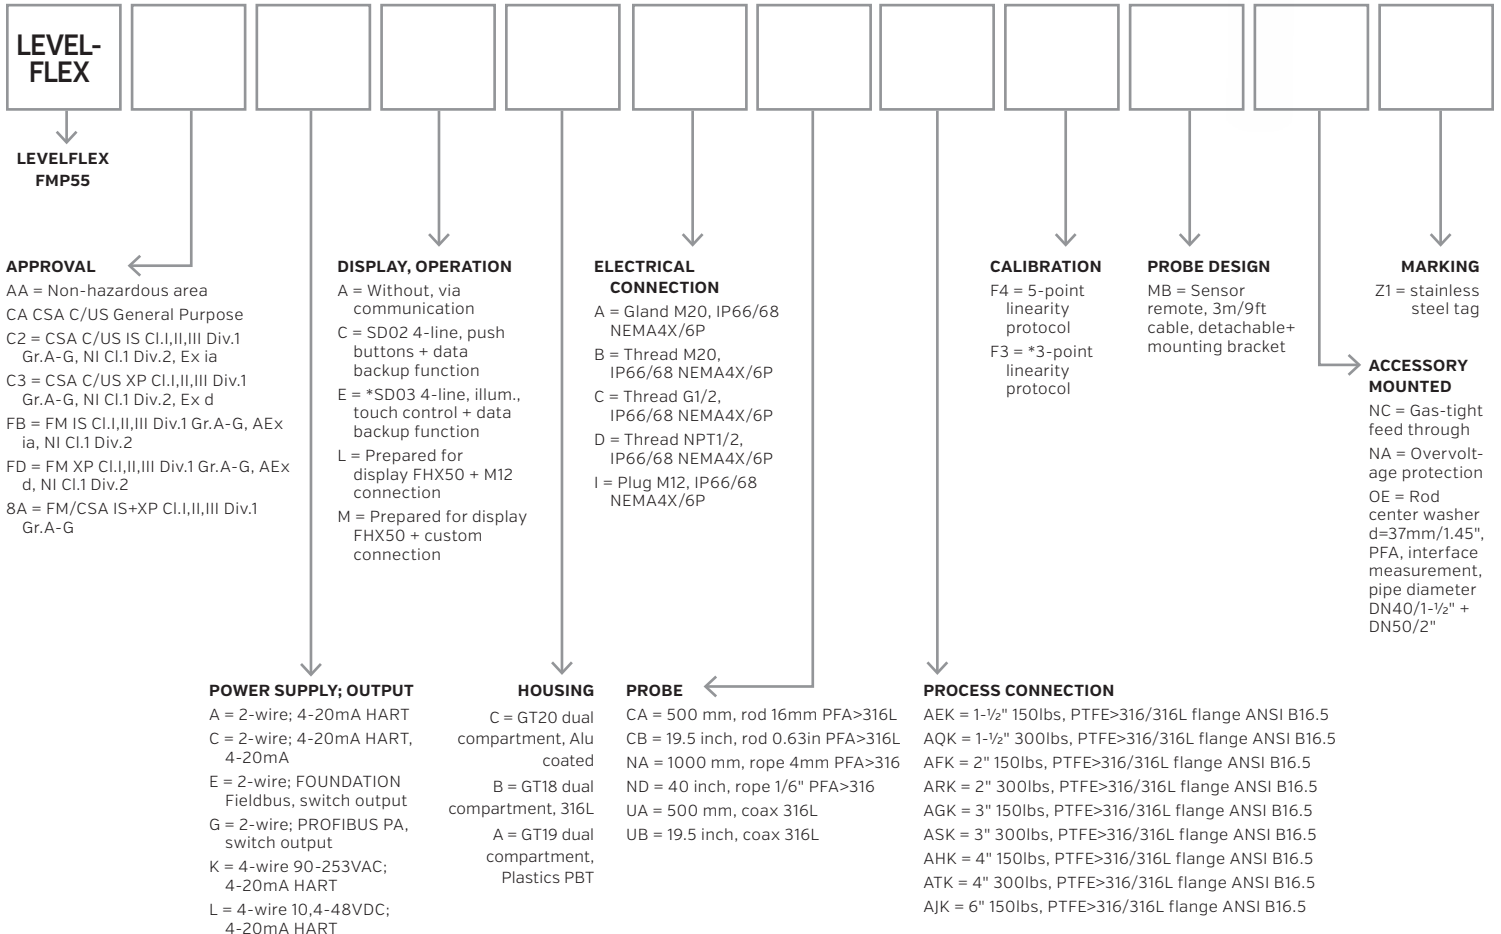 LEVEL-
FLEX
LEVELFLEX
FMP55
APPROVAL
AA = Non-hazardous area
CA CSA C/US General Purpose
C2 = CSA C/US IS Cl.I,II,III Div.1
Gr.A-G, NI Cl.1 Div.2, Ex ia
C3 = CSA C/US XP Cl.I,II,III Div.1
Gr.A-G, NI Cl.1 Div.2, Ex d
FB = FM IS Cl.I,II,III Div.1 Gr.A-G, AEx
ia, NI Cl.1 Div.2
FD = FM XP Cl.I,II,III Div.1 Gr.A-G, AEx
d, NI Cl.1 Div.2
8A = FM/CSA IS+XP Cl.I,II,III Div.1
Gr.A-G
DISPLAY, OPERATION
A = Without, via
communication
C = SD02 4-line, push
buttons + data
backup function
E = *SD03 4-line, illum.,
touch control + data
backup function
L = Prepared for
display FHX50 + M12
connection
M = Prepared for display
FHX50 + custom
connection
ELECTRICAL
CONNECTION
A = Gland M20, IP66/68
NEMA4X/6P
B = Thread M20,
IP66/68 NEMA4X/6P
C = Thread G1/2,
IP66/68 NEMA4X/6P
D = Thread NPT1/2,
IP66/68 NEMA4X/6P
I = Plug M12, IP66/68
NEMA4X/6P
CALIBRATION
F4 = 5-point
linearity
protocol
F3 = *3-point
linearity
protocol
PROBE DESIGN
MB = Sensor
remote, 3m/9ft
cable, detachable+
mounting bracket
MARKING
Z1 = stainless
steel tag
ACCESSORY
MOUNTED
NC = Gas-tight
feed through
NA = Overvolt-
age protection
OE = Rod
center washer
d=37mm/1.45",
PFA, interface
measurement,
pipe diameter
DN40/1-½" +
DN50/2"
POWER SUPPLY; OUTPUT
A = 2-wire; 4-20mA HART
C = 2-wire; 4-20mA HART,
4-20mA
E = 2-wire; FOUNDATION
Fieldbus, switch output
G = 2-wire; PROFIBUS PA,
switch output
K = 4-wire 90-253VAC;
4-20mA HART
L = 4-wire 10,4-48VDC;
4-20mA HART
HOUSING
C = GT20 dual
compartment, Alu
coated
B = GT18 dual
compartment, 316L
A = GT19 dual
compartment,
Plastics PBT
PROBE
CA = 500 mm, rod 16mm PFA>316L
CB = 19.5 inch, rod 0.63in PFA>316L
NA = 1000 mm, rope 4mm PFA>316
ND = 40 inch, rope 1/6" PFA>316
UA = 500 mm, coax 316L
UB = 19.5 inch, coax 316L
PROCESS CONNECTION
AEK = 1-½" 150lbs, PTFE>316/316L flange ANSI B16.5
AQK = 1-½" 300lbs, PTFE>316/316L flange ANSI B16.5
AFK = 2" 150lbs, PTFE>316/316L flange ANSI B16.5
ARK = 2" 300lbs, PTFE>316/316L flange ANSI B16.5
AGK = 3" 150lbs, PTFE>316/316L flange ANSI B16.5
ASK = 3" 300lbs, PTFE>316/316L flange ANSI B16.5
AHK = 4" 150lbs, PTFE>316/316L flange ANSI B16.5
ATK = 4" 300lbs, PTFE>316/316L flange ANSI B16.5
AJK = 6" 150lbs, PTFE>316/316L flange ANSI B16.5